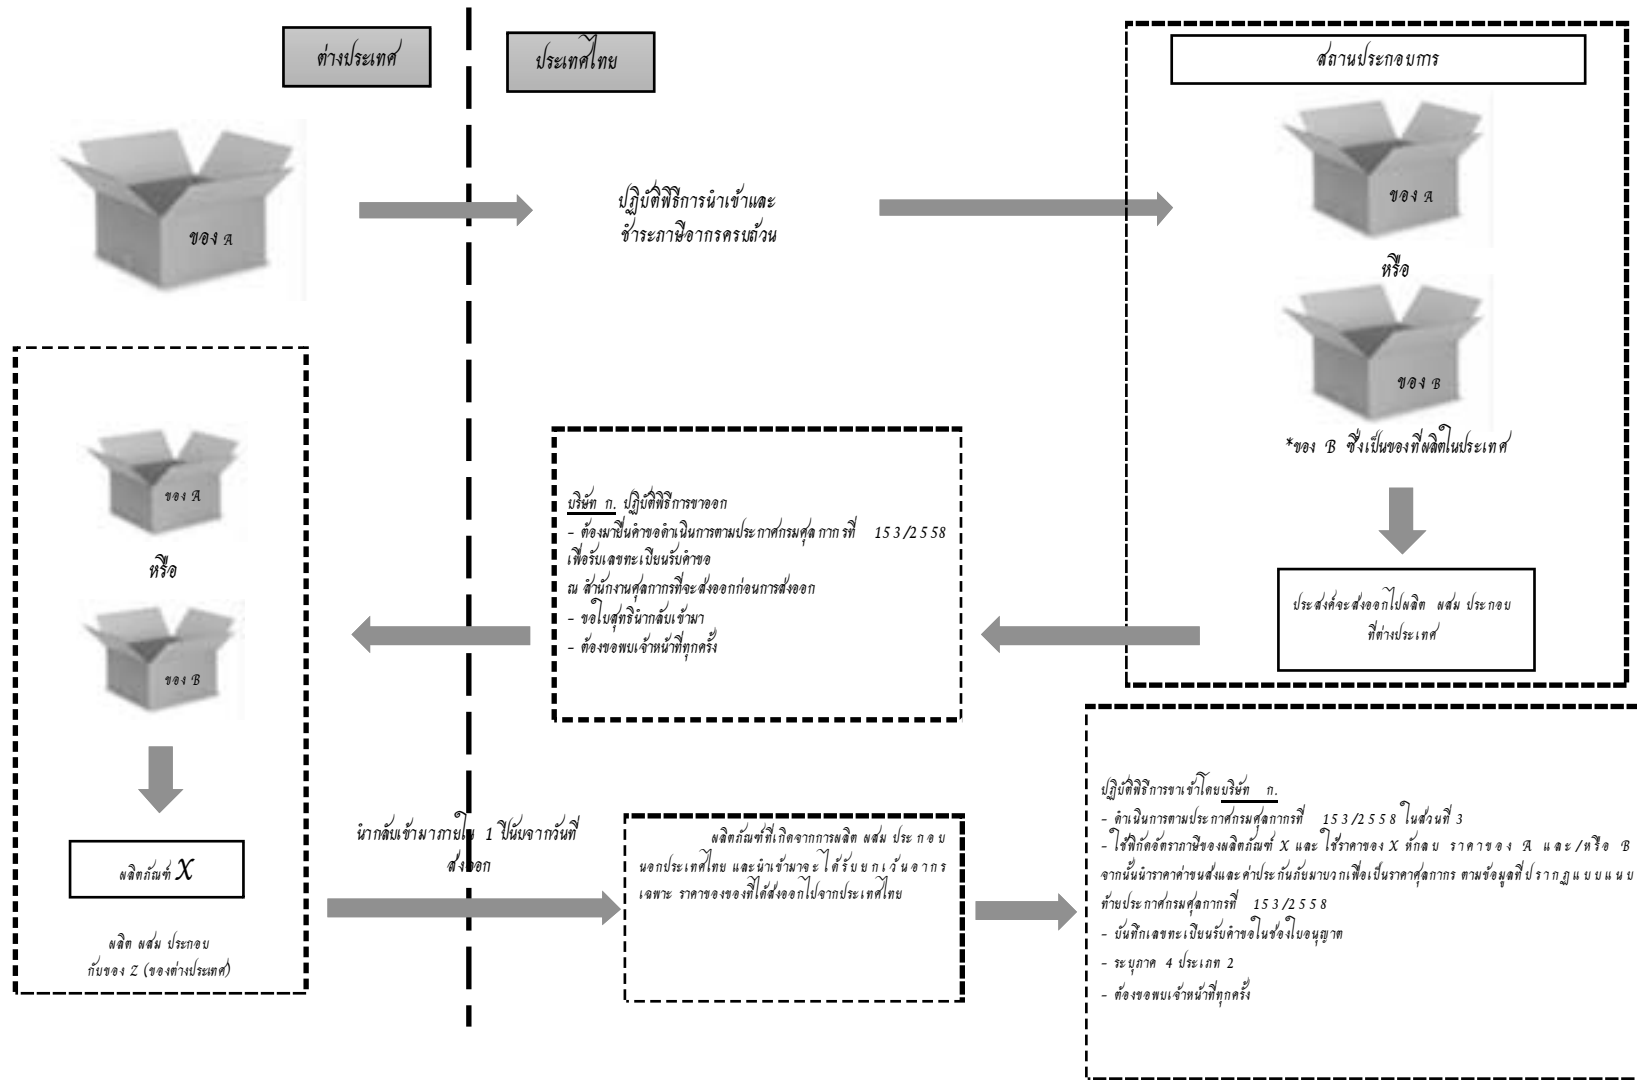 ต่างประเทศ
ประเทศไทย
สถานประกอบการ
ของ A
ปฏิบัติพิธีการนำเข้าและ
ชำระภาษีอากรครบถ้วน
ของ A
หรือ
ของ B
*ของ B ซึ่งเป็นของที่ผลิตในประเทศ
ประสงค์จะส่งออกไปผลิต ผสม ประกอบ
ที่ต่างประเทศ
บริษัท ก. ปฏิบัติพิธีการขาออก
- ต้องมายื่นคำขอดำเนินการตามประกาศกรมศุลกากรที่ 153/2558
เพื่อรับเลขทะเบียนรับคำขอ
ณ สำนักงานศุลกากรที่จะส่งออกก่อนการส่งออก
- ขอใบสุทธินำกลับเข้ามา
- ต้องขอพบเจ้าหน้าที่ทุกครั้ง
ของ A
หรือ
ของ B
ผลิตภัณฑ์ X
ผลิต ผสม ประกอบ
กับของ Z (ของต่างประเทศ)
นำกลับเข้ามาภายใน 1 ปีนับจากวันที่
ส่งออก
ผลิตภัณฑ์ที่เกิดจากการผลิต ผสม ประกอบ
นอกประเทศไทย และนำเข้ามาจะได้รับยกเว้นอากร
เฉพาะ ราคาของของที่ได้ส่งออกไปจากประเทศไทย
ปฏิบัติพิธีการขาเข้าโดยบริษัท ก.
- ดำเนินการตามประกาศกรมศุลกากรที่ 153/2558 ในส่วนที่ 3
- ใช้พิกัดอัตราภาษีของผลิตภัณฑ์ X และ ใช้ราคาของ X หักลบ ราคาของ A และ/หรือ B
จากนั้นนำราคาค่าขนส่งและค่าประกันภัยมาบวกเพื่อเป็นราคาศุลกากร ตามข้อมูลที่ปรากฏแบบแนบ
ท้ายประกาศกรมศุลกากรที่ 153/2558
- บันทึกเลขทะเบียนรับคำขอในช่องใบอนุญาต
- ระบุภาค 4 ประเภท 2
- ต้องขอพบเจ้าหน้าที่ทุกครั้ง